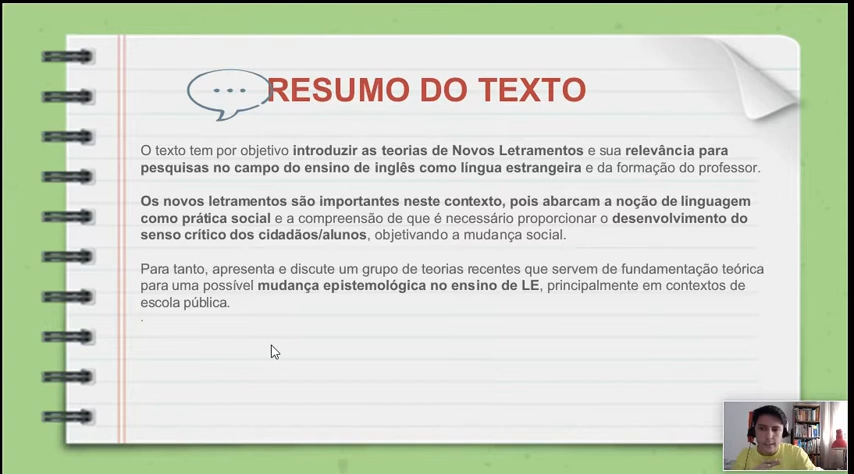 RESUMO DO TEXTO
O texto tem por objetivo introduzir as teorias de Novos Letramentos e sua relevância para
pesquisas no campo do ensino de inglês como língua estrangeira e da formação do professor.
Os novos letramentos são importantes neste contexto, pois abarcam a noção de linguagem
como prática social e a compreensão de que é necessário proporcionar o desenvolvimento do
senso crítico dos cidadãos/alunos, objetivando a mudança social.
Para tanto, apresenta e discute um grupo de teorias recentes que servem de fundamentação teórica
para uma possível mudança epistemológica no ensino de LE, principalmente em contextos de
escola pública.
.